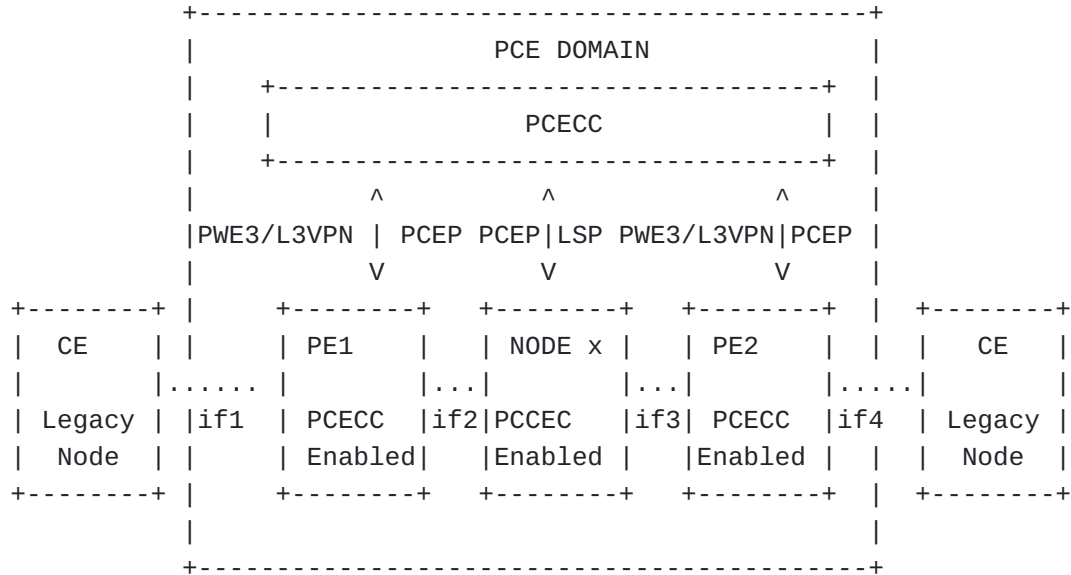 PCE DOMAIN
PCECC
PWE3/L3VPN PCEP PCEP LSP PWE3/L3VPN PCEP
CE PE1 NODE x PE2 CE
Legacy if1 PCECC if2 PCCEC if3 PCECC if4 Legacy
Node Enabled Enabled Enabled Node